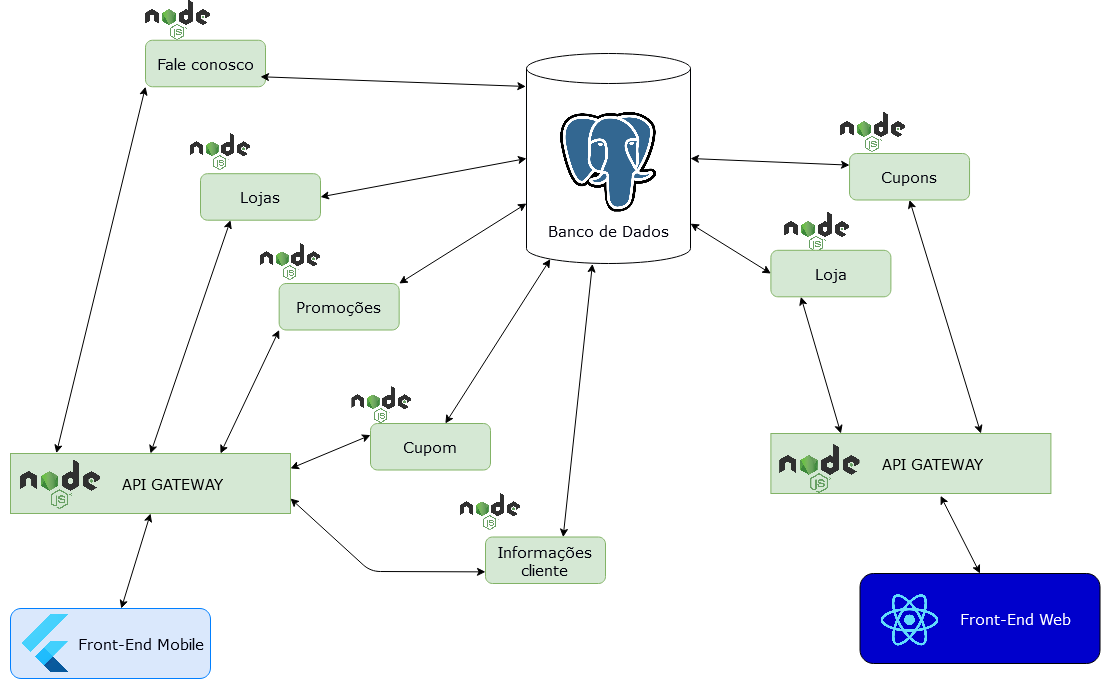 node
JS
Fale conosco
node
JS
Lojas
node
JS
Promoções
Banco de Dados
node
JS
Cupons
node
JS
Loja
node
JS
Cupom
node
JS
API GATEWAY
node
JS
API GATEWAY
node
JS
Informações
cliente
Front-End Mobile
Front-End Web